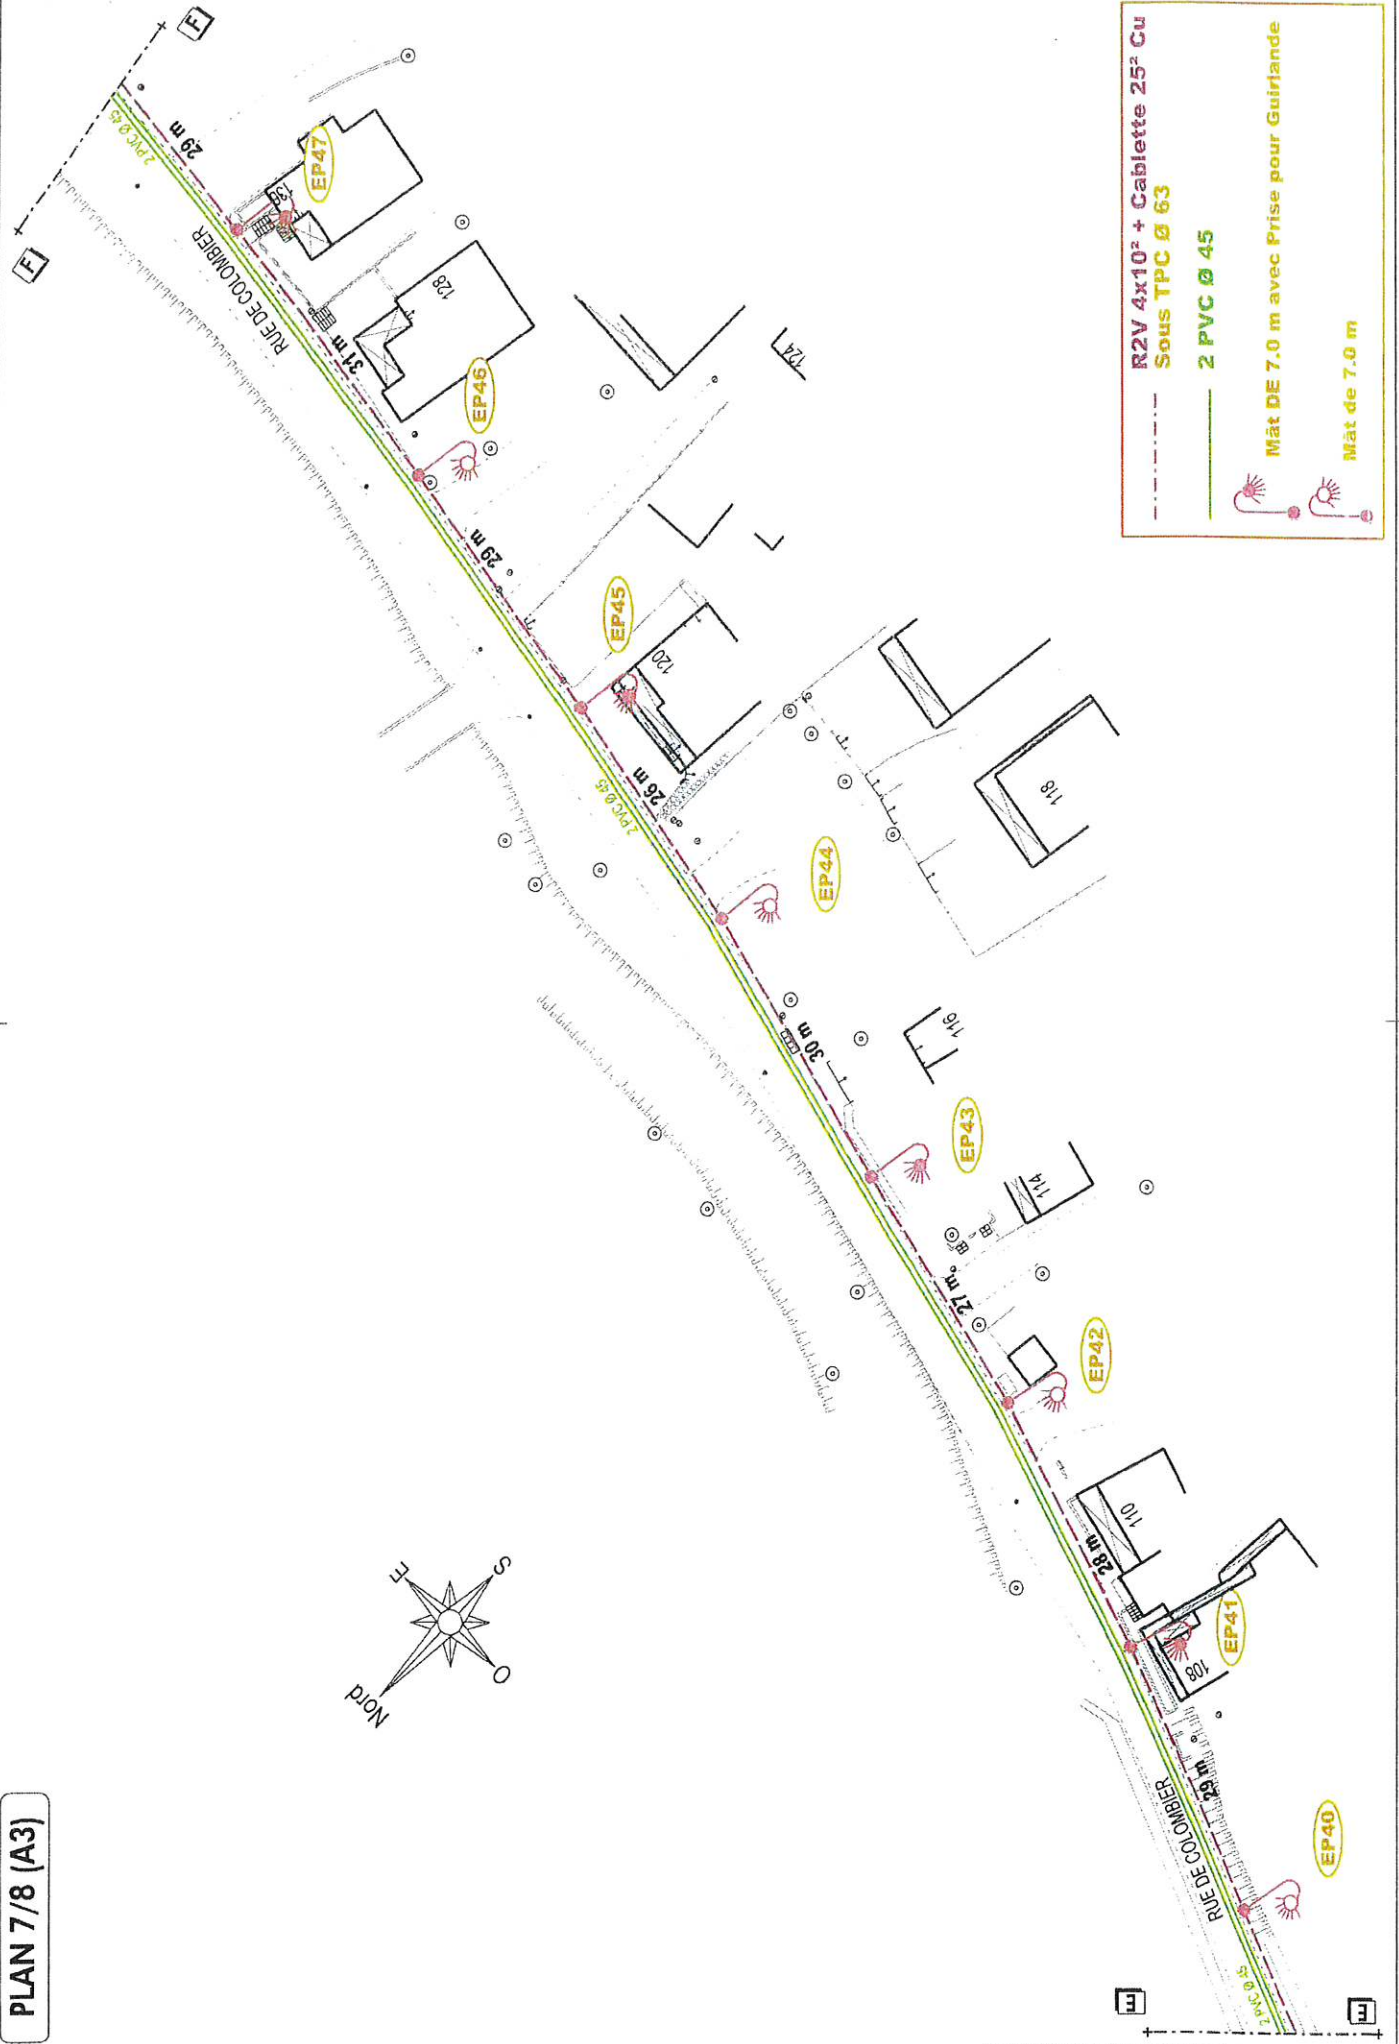 PLAN 7/8 (A3)
F
F
2 PVC Ø 45
29 m
EP47
RUE DE COLOMBIER
31 m
128
EP46
124
29 m
EP45
120
26 m
2 PVC Ø 45
118
EP44
30 m
116
EP43
114
27 m
EP42
110
28 m
EP41
108
29 m
RUE DE COLOMBIER
EP40
2 PVC Ø 45
E
E
Nord
E
S
O
R2V 4x10² + Cablette 25² Cu
Sous TPC Ø 63
2 PVC Ø 45
Mât DE 7.0 m avec Prise pour Guirlande
Mât de 7.0 m